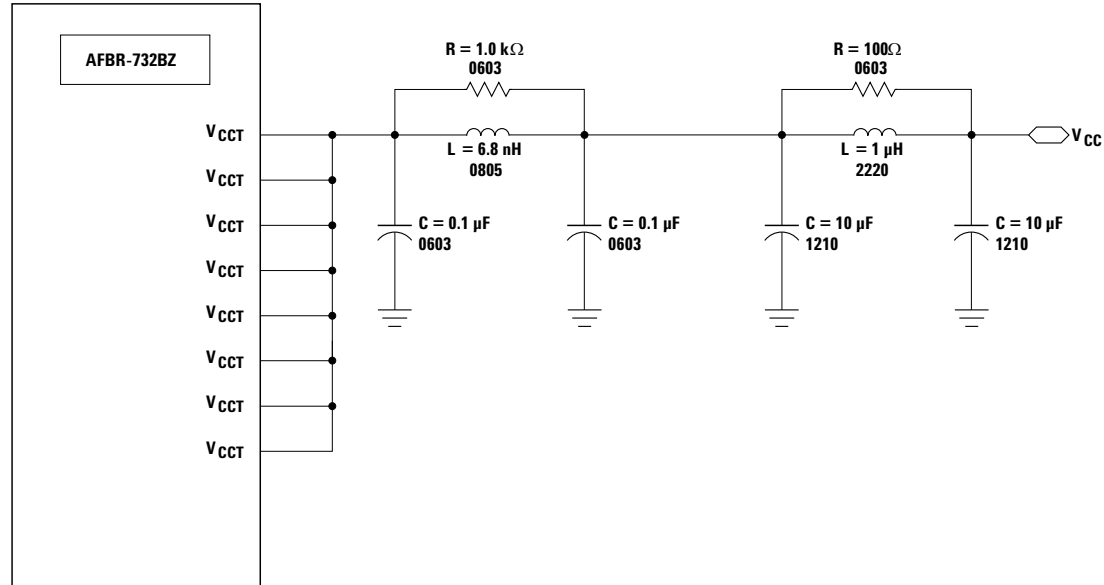 AFBR-732BZ
R = 1.0 kΩ
0603
R = 100Ω
0603
VCCT
L = 6.8 nH
0805
L = 1 µH
2220
VCC
VCCT
VCCT
C = 0.1 µF
0603
C = 0.1 µF
0603
C = 10 µF
1210
C = 10 µF
1210
VCCT
VCCT
VCCT
VCCT
VCCT